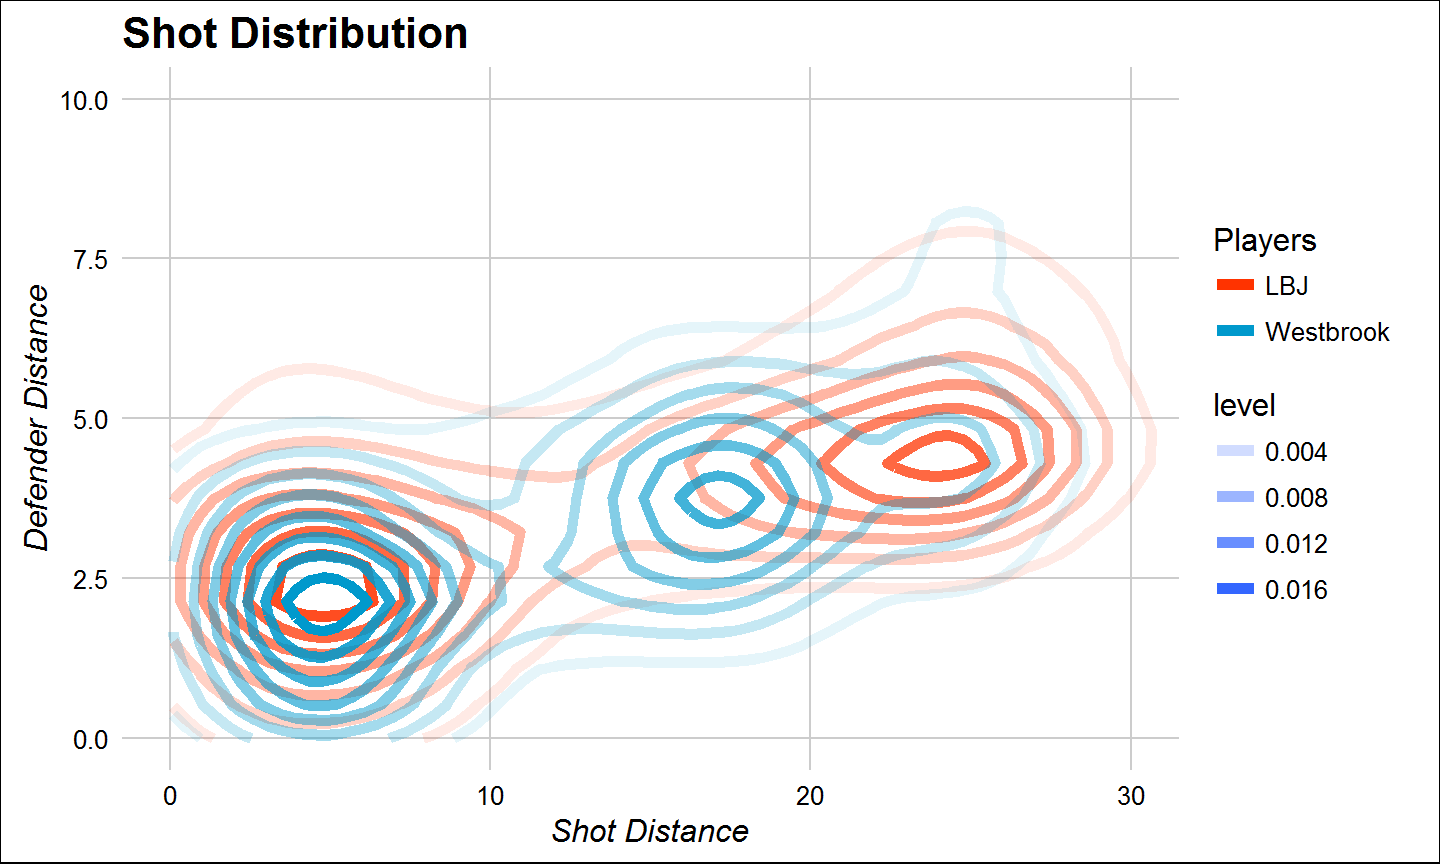 Shot Distribution
10.0
7.5
5.0
2.5
0.0
Defender Distance
0
10
20
30
Shot Distance
Players
LBJ
Westbrook
level
0.004
0.008
0.012
0.016